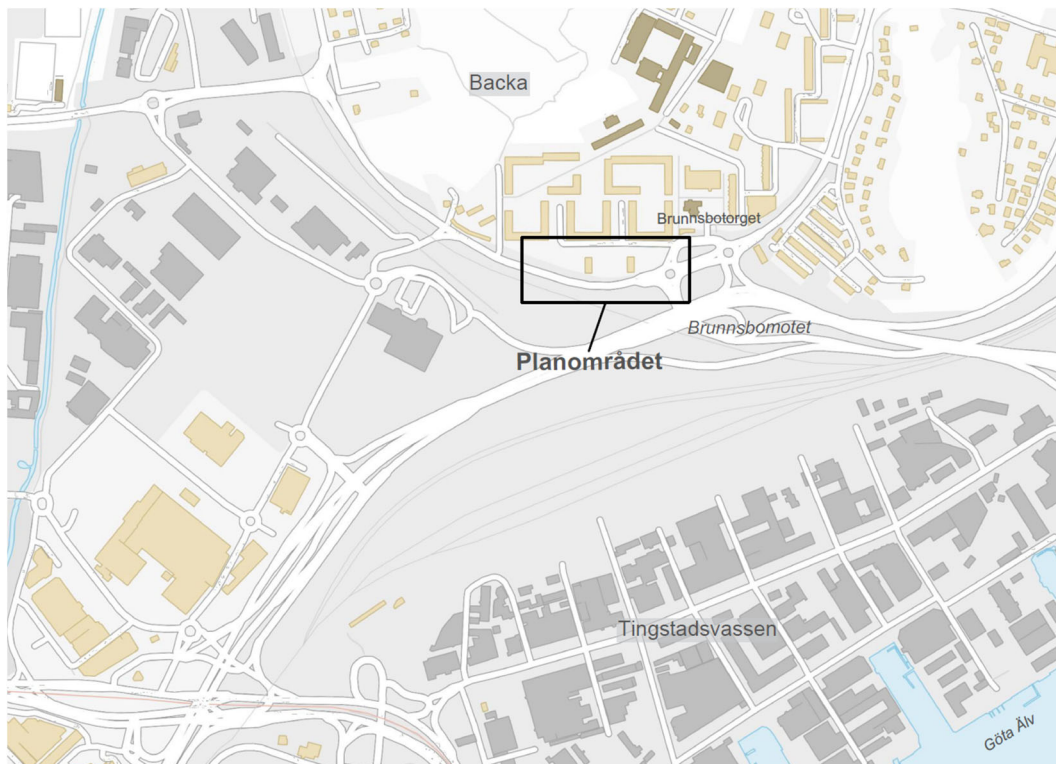 Backa
Brunnsbotorget
Brunnsbomotet
Planområdet
Tingstadsvassen
Göta Älv